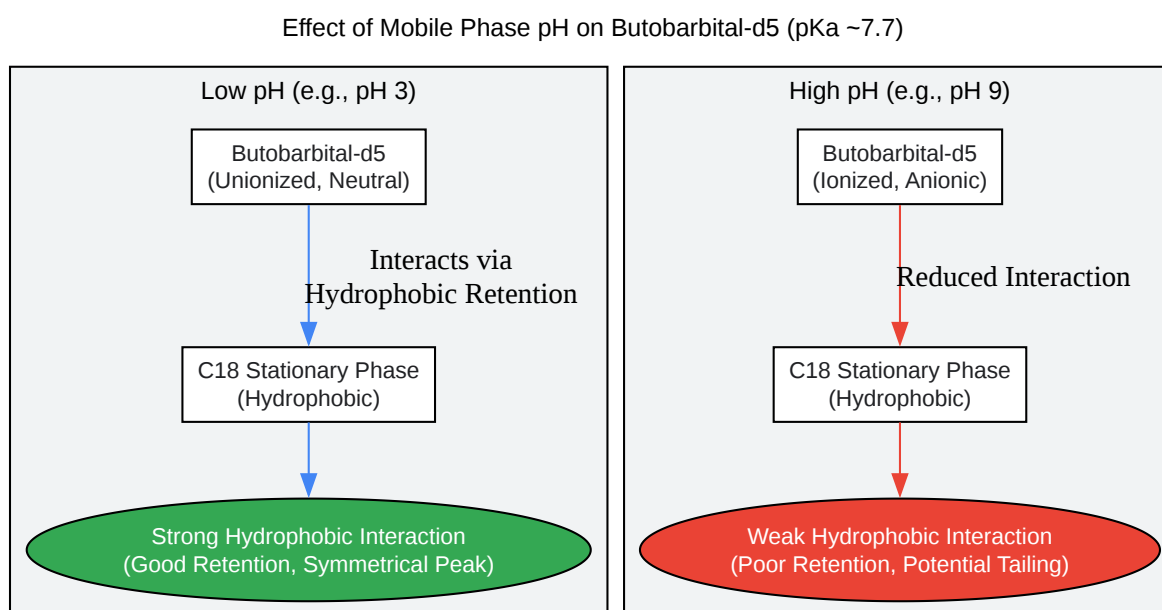 Effect of Mobile Phase pH on Butobarbital-d5 (pKa ~7.7)
Low pH (e.g., pH 3)
Butobarbital-d5
(Unionized, Neutral)
Interacts via
Hydrophobic Retention
C18 Stationary Phase
(Hydrophobic)
Strong Hydrophobic Interaction
(Good Retention, Symmetrical Peak)
High pH (e.g., pH 9)
Butobarbital-d5
(Ionized, Anionic)
Reduced Interaction
C18 Stationary Phase
(Hydrophobic)
Weak Hydrophobic Interaction
(Poor Retention, Potential Tailing)